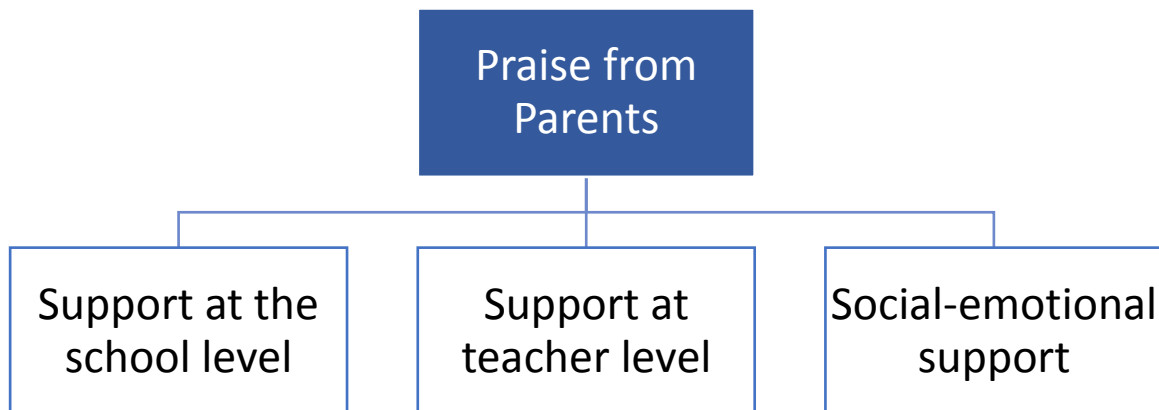 Praise from
Parents
Support at the
school level
Support at
teacher level
Social-emotional
support